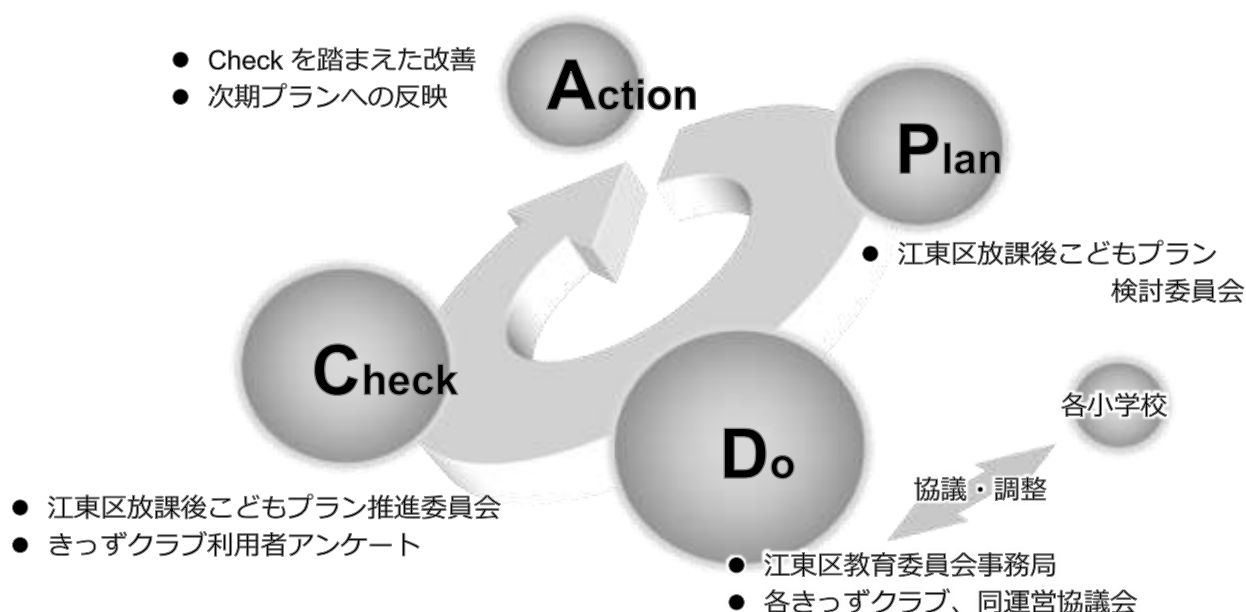 ● Check を踏まえた改善
● 次期プランへの反映
Action
Plan
● 江東区放課後こどもプラン
検討委員会
Check
各小学校
Do
協議・調整
● 江東区放課後こどもプラン推進委員会
● きっずクラブ利用者アンケート
● 江東区教育委員会事務局
● 各きっずクラブ、同運営協議会